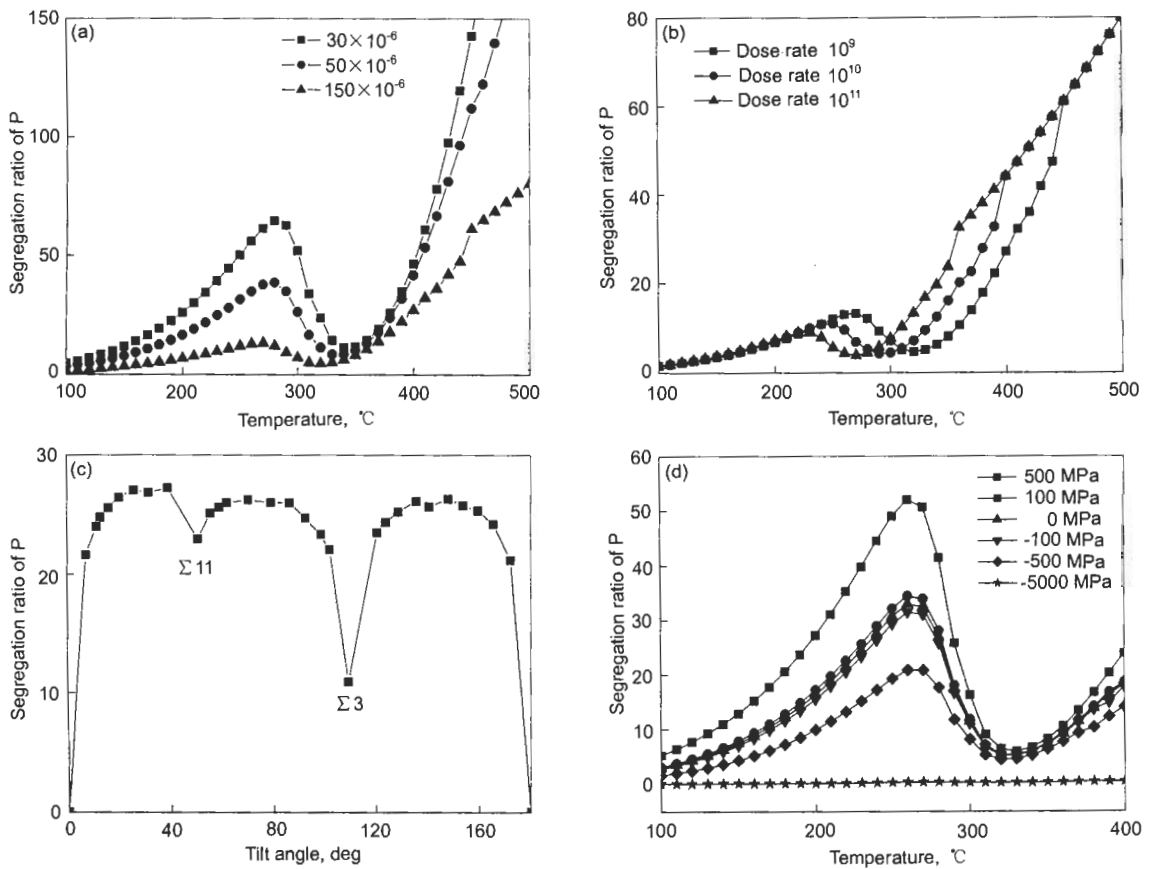 (a)
30×10⁻⁶
50×10⁻⁶
150×10⁻⁶
150
100
50
0
Segregation ratio of P
100 200 300 400 500
Temperature, ℃
(b)
Dose rate 10⁹
Dose rate 10¹⁰
Dose rate 10¹¹
80
60
40
20
0
Segregation ratio of P
100 200 300 400 500
Temperature, ℃
(c)
30
20
10
0
Segregation ratio of P
Σ11
Σ3
0 40 80 120 160
Tilt angle, deg
(d)
500 MPa
100 MPa
0 MPa
-100 MPa
-500 MPa
-5000 MPa
60
50
40
30
20
10
0
Segregation ratio of P
100 200 300 400
Temperature, ℃